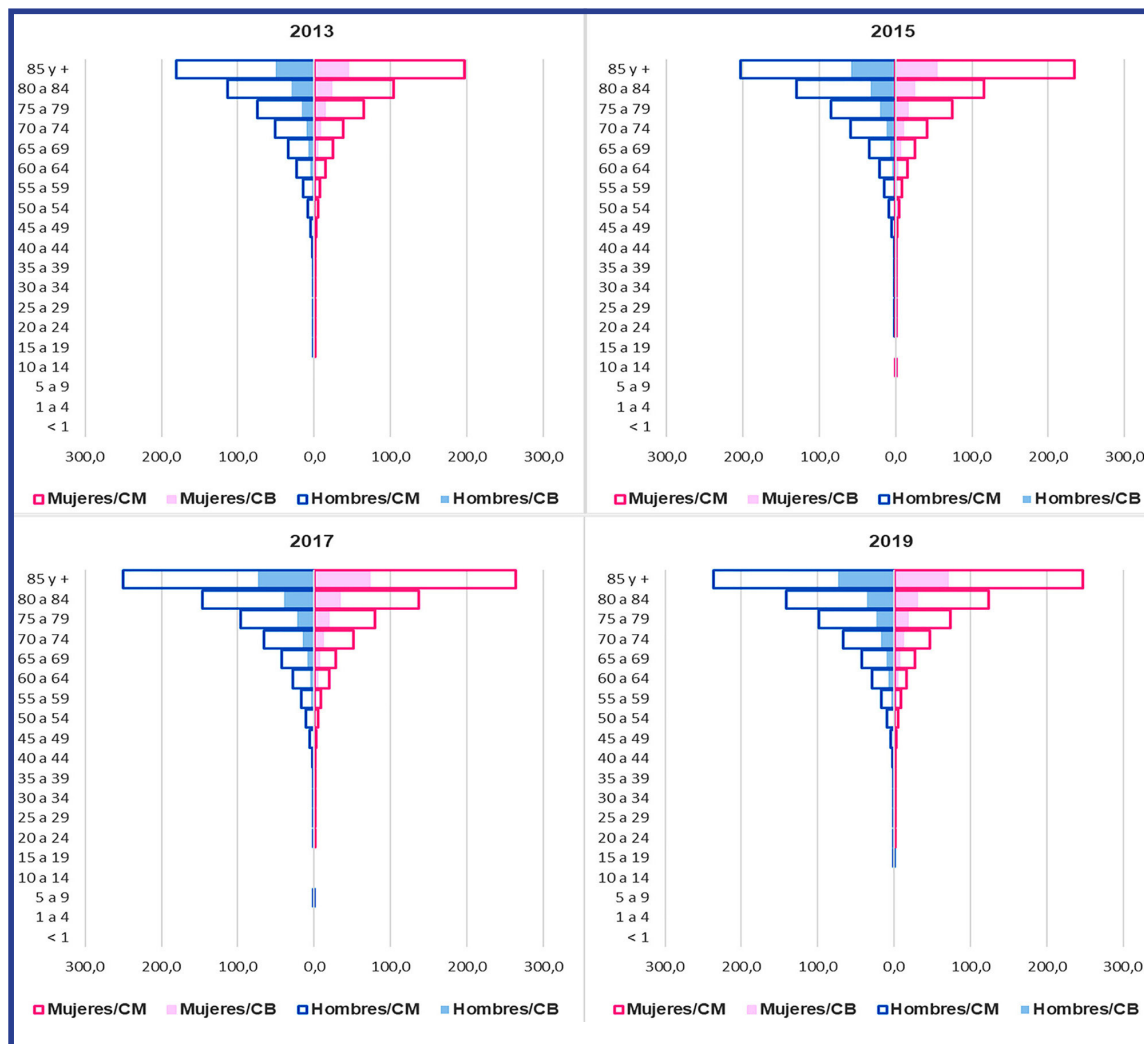 2013
85 y +
80 a 84
75 a 79
70 a 74
65 a 69
60 a 64
55 a 59
50 a 54
45 a 49
40 a 44
35 a 39
30 a 34
25 a 29
20 a 24
15 a 19
10 a 14
5 a 9
1 a 4
< 1
300,0 200,0 100,0 0,0 100,0 200,0 300,0
Mujeres/CM Mujeres/CB Hombres/CM Hombres/CB
2015
85 y +
80 a 84
75 a 79
70 a 74
65 a 69
60 a 64
55 a 59
50 a 54
45 a 49
40 a 44
35 a 39
30 a 34
25 a 29
20 a 24
15 a 19
10 a 14
5 a 9
1 a 4
< 1
300,0 200,0 100,0 0,0 100,0 200,0 300,0
Mujeres/CM Mujeres/CB Hombres/CM Hombres/CB
2017
85 y +
80 a 84
75 a 79
70 a 74
65 a 69
60 a 64
55 a 59
50 a 54
45 a 49
40 a 44
35 a 39
30 a 34
25 a 29
20 a 24
15 a 19
10 a 14
5 a 9
1 a 4
< 1
300,0 200,0 100,0 0,0 100,0 200,0 300,0
Mujeres/CM Mujeres/CB Hombres/CM Hombres/CB
2019
85 y +
80 a 84
75 a 79
70 a 74
65 a 69
60 a 64
55 a 59
50 a 54
45 a 49
40 a 44
35 a 39
30 a 34
25 a 29
20 a 24
15 a 19
10 a 14
5 a 9
1 a 4
< 1
300,0 200,0 100,0 0,0 100,0 200,0 300,0
Mujeres/CM Mujeres/CB Hombres/CM Hombres/CB